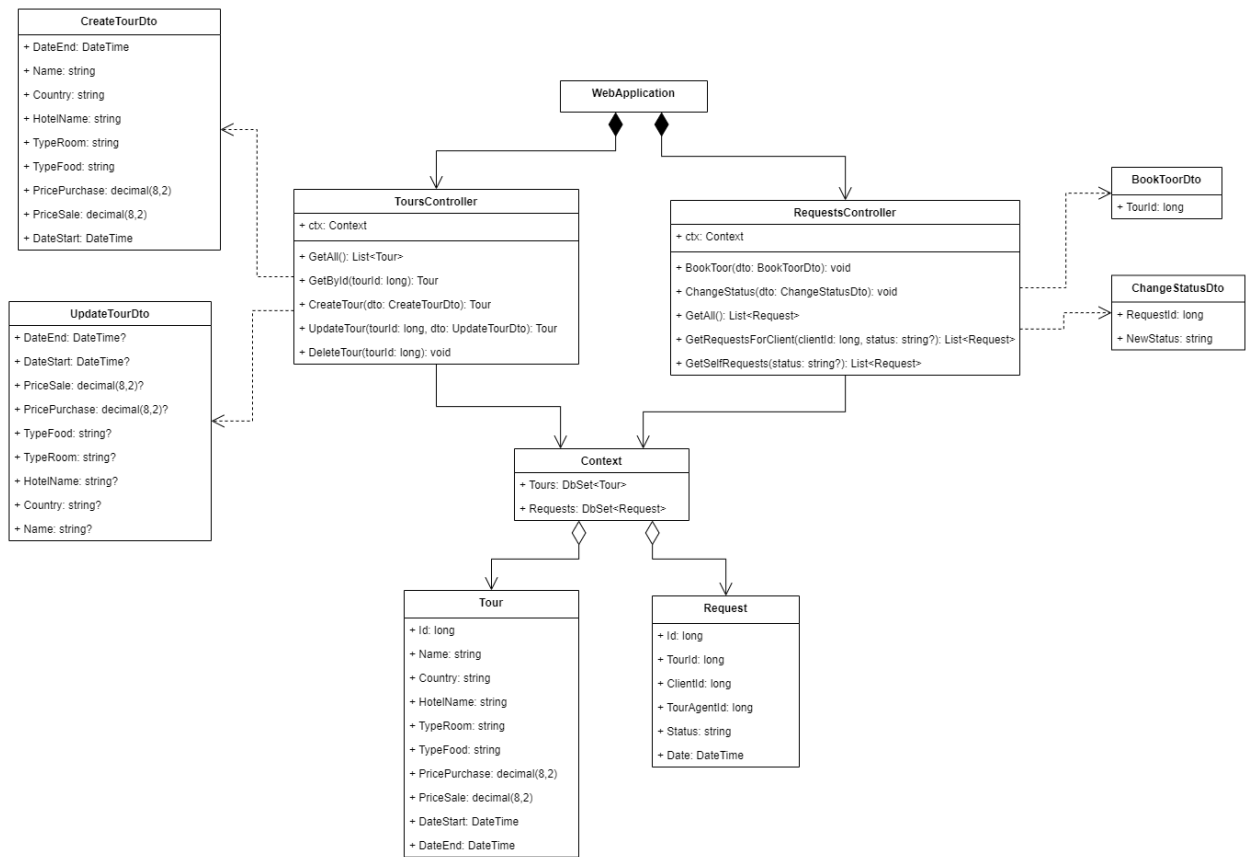 CreateTourDto
+ DateEnd: DateTime
+ Name: string
+ Country: string
+ HotelName: string
+ TypeRoom: string
+ TypeFood: string
+ PricePurchase: decimal(8,2)
+ PriceSale: decimal(8,2)
+ DateStart: DateTime
WebApplication
ToursController
+ ctx: Context
+ GetAll(): List<Tour>
+ GetById(tourId: long): Tour
+ CreateTour(dto: CreateTourDto): Tour
+ UpdateTour(tourId: long, dto: UpdateTourDto): Tour
+ DeleteTour(tourId: long): void
RequestsController
+ ctx: Context
+ BookToor(dto: BookToorDto): void
+ ChangeStatus(dto: ChangeStatusDto): void
+ GetAll(): List<Request>
+ GetRequestsForClient(clientId: long, status: string?): List<Request>
+ GetSelfRequests(status: string?): List<Request>
BookToorDto
+ TourId: long
ChangeStatusDto
+ RequestId: long
+ NewStatus: string
UpdateTourDto
+ DateEnd: DateTime?
+ DateStart: DateTime?
+ PriceSale: decimal(8,2)?
+ PricePurchase: decimal(8,2)?
+ TypeFood: string?
+ TypeRoom: string?
+ HotelName: string?
+ Country: string?
+ Name: string?
Context
+ Tours: DbSet<Tour>
+ Requests: DbSet<Request>
Tour
+ Id: long
+ Name: string
+ Country: string
+ HotelName: string
+ TypeRoom: string
+ TypeFood: string
+ PricePurchase: decimal(8,2)
+ PriceSale: decimal(8,2)
+ DateStart: DateTime
+ DateEnd: DateTime
Request
+ Id: long
+ TourId: long
+ ClientId: long
+ TourAgentId: long
+ Status: string
+ Date: DateTime